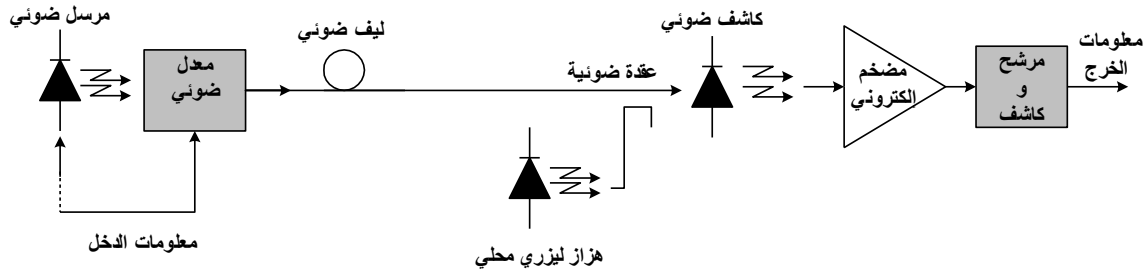 مرسل ضوئي
معدل
ضوئي
ليف ضوئي
عقدة ضوئية
كاشف ضوئي
مضخم
إلكتروني
مرشح
و
كاشف
معلومات
الخرج
معلومات الدخل
هزاز ليزري محلي